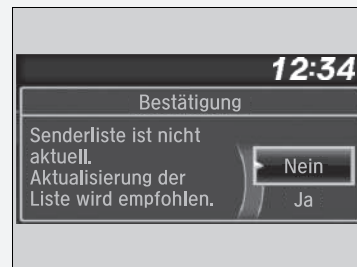 12:34
Bestätigung
Senderliste ist nicht
aktuell.
Aktualisierung der
Liste wird empfohlen.
Nein
Ja